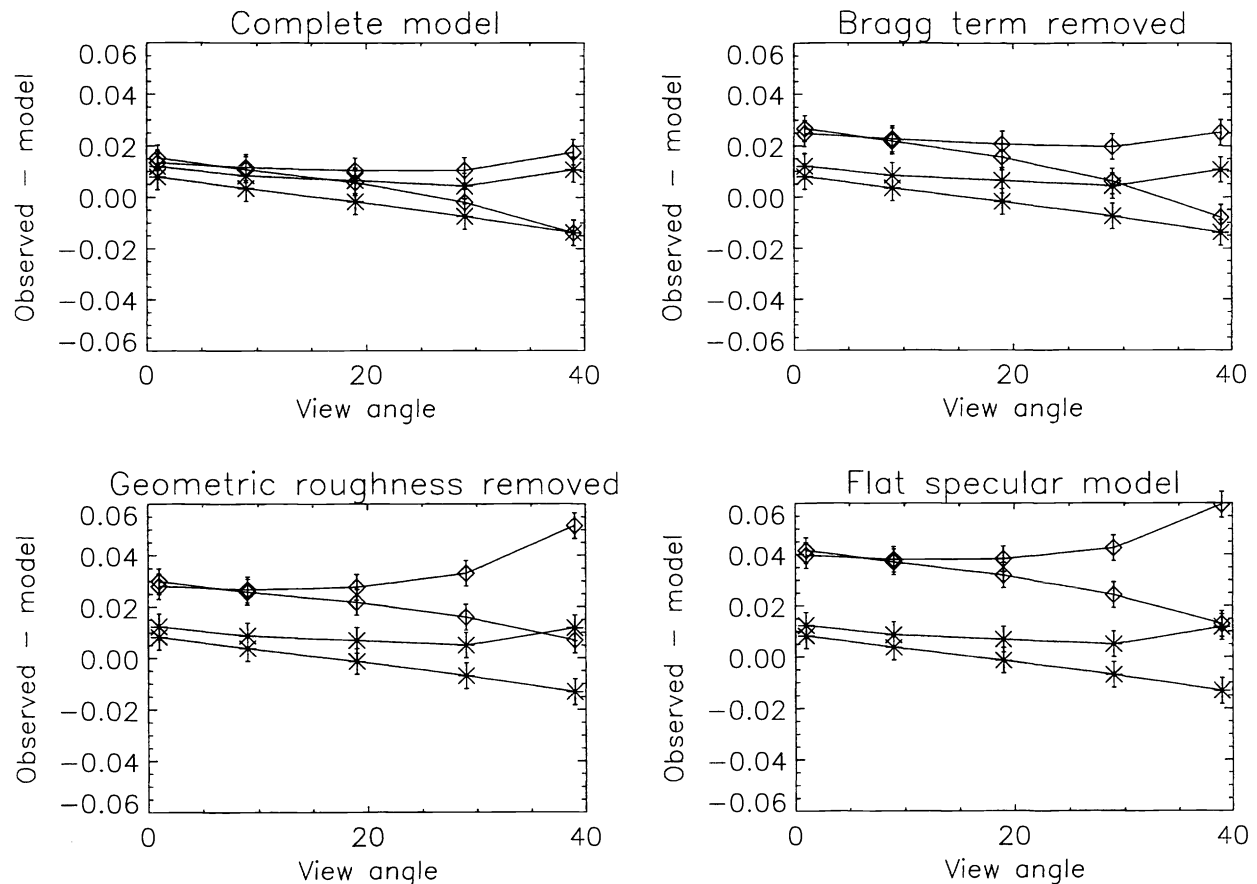 Complete model
0.06
0.04
0.02
0.00
−0.02
−0.04
−0.06
Observed − model
0 20 40
View angle
Bragg term removed
0.06
0.04
0.02
0.00
−0.02
−0.04
−0.06
Observed − model
0 20 40
View angle
Geometric roughness removed
0.06
0.04
0.02
0.00
−0.02
−0.04
−0.06
Observed − model
0 20 40
View angle
Flat specular model
0.06
0.04
0.02
0.00
−0.02
−0.04
−0.06
Observed − model
0 20 40
View angle